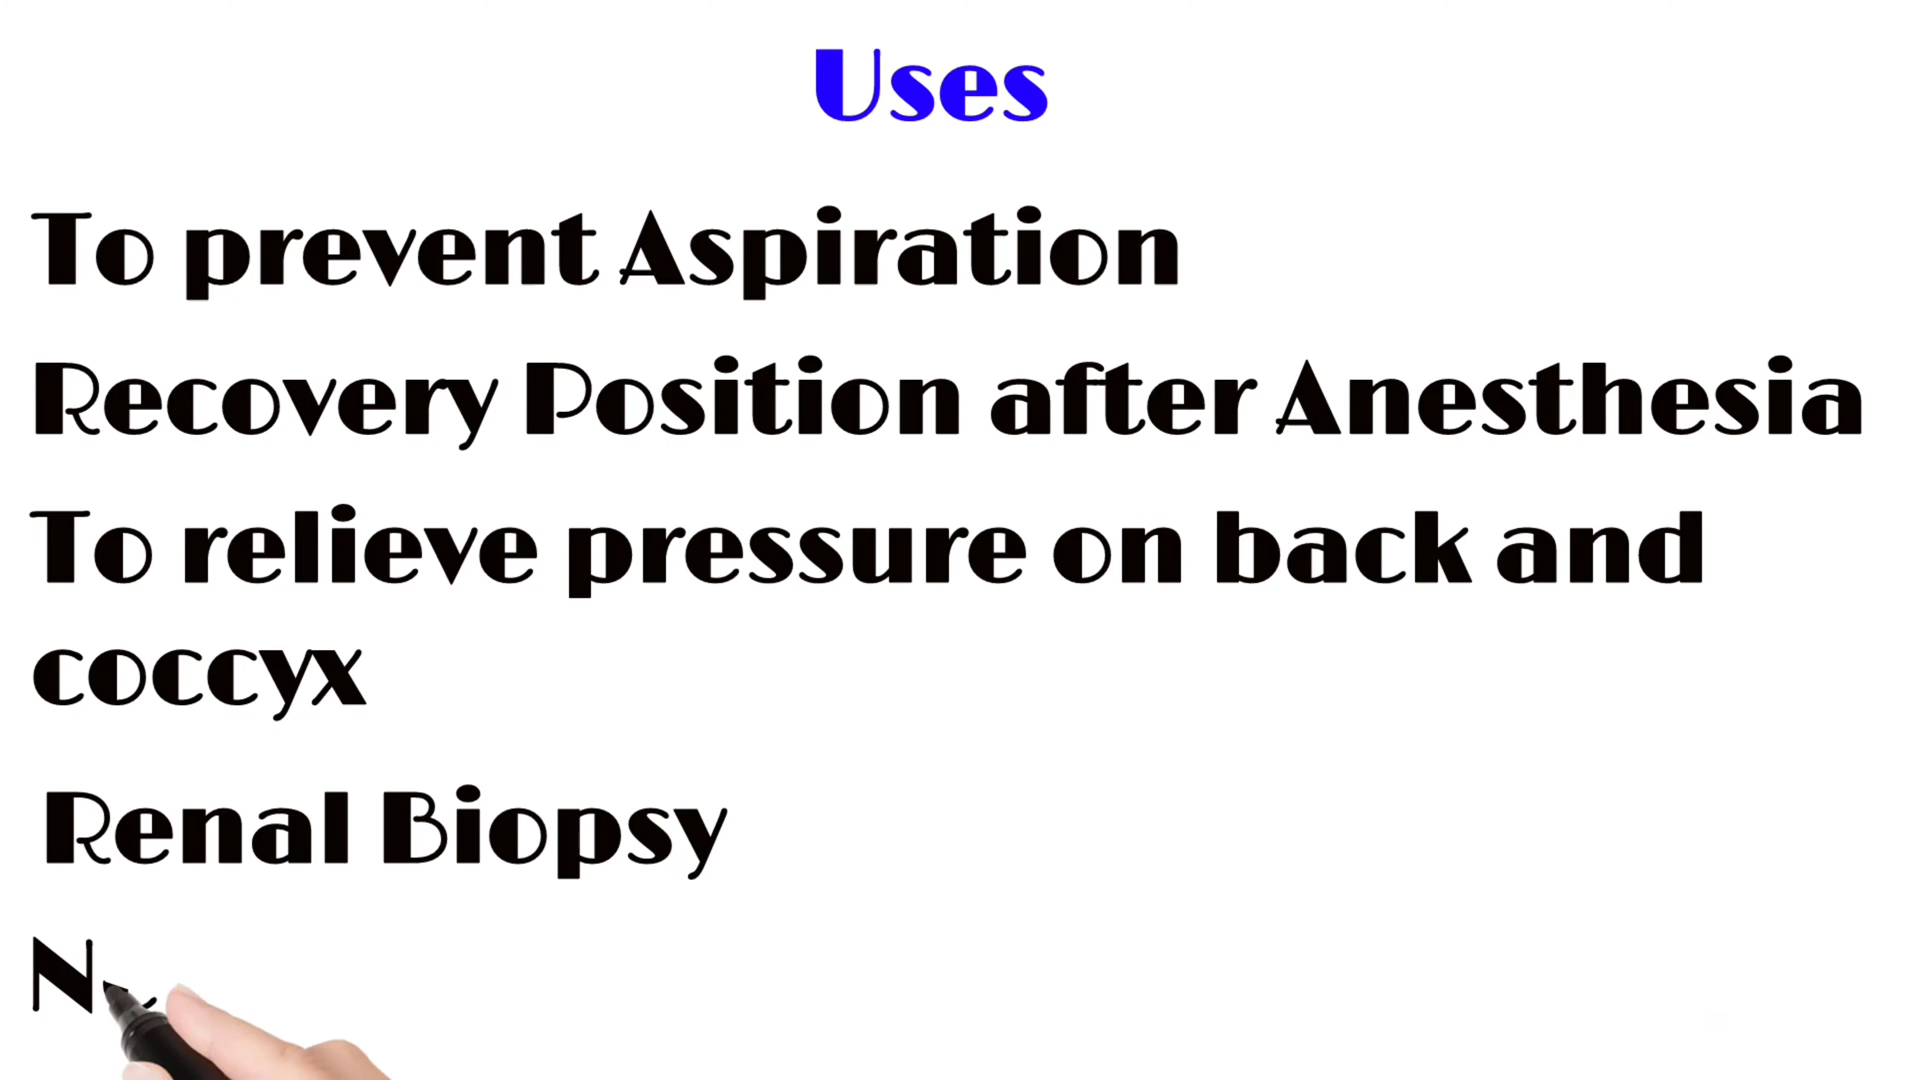 Uses
To prevent Aspiration
Recovery Position after Anesthesia
To relieve pressure on back and
coccyx
Renal Biopsy